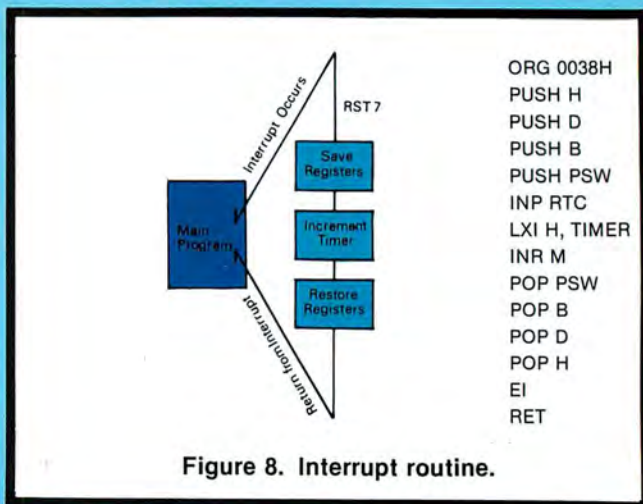 Interrupt Occurs
RST 7
Save
Registers
Main
Program
Increment
Timer
Restore
Registers
Return from Interrupt
ORG 0038H
PUSH H
PUSH D
PUSH B
PUSH PSW
INP RTC
LXI H, TIMER
INR M
POP PSW
POP B
POP D
POP H
EI
RET
Figure 8. Interrupt routine.